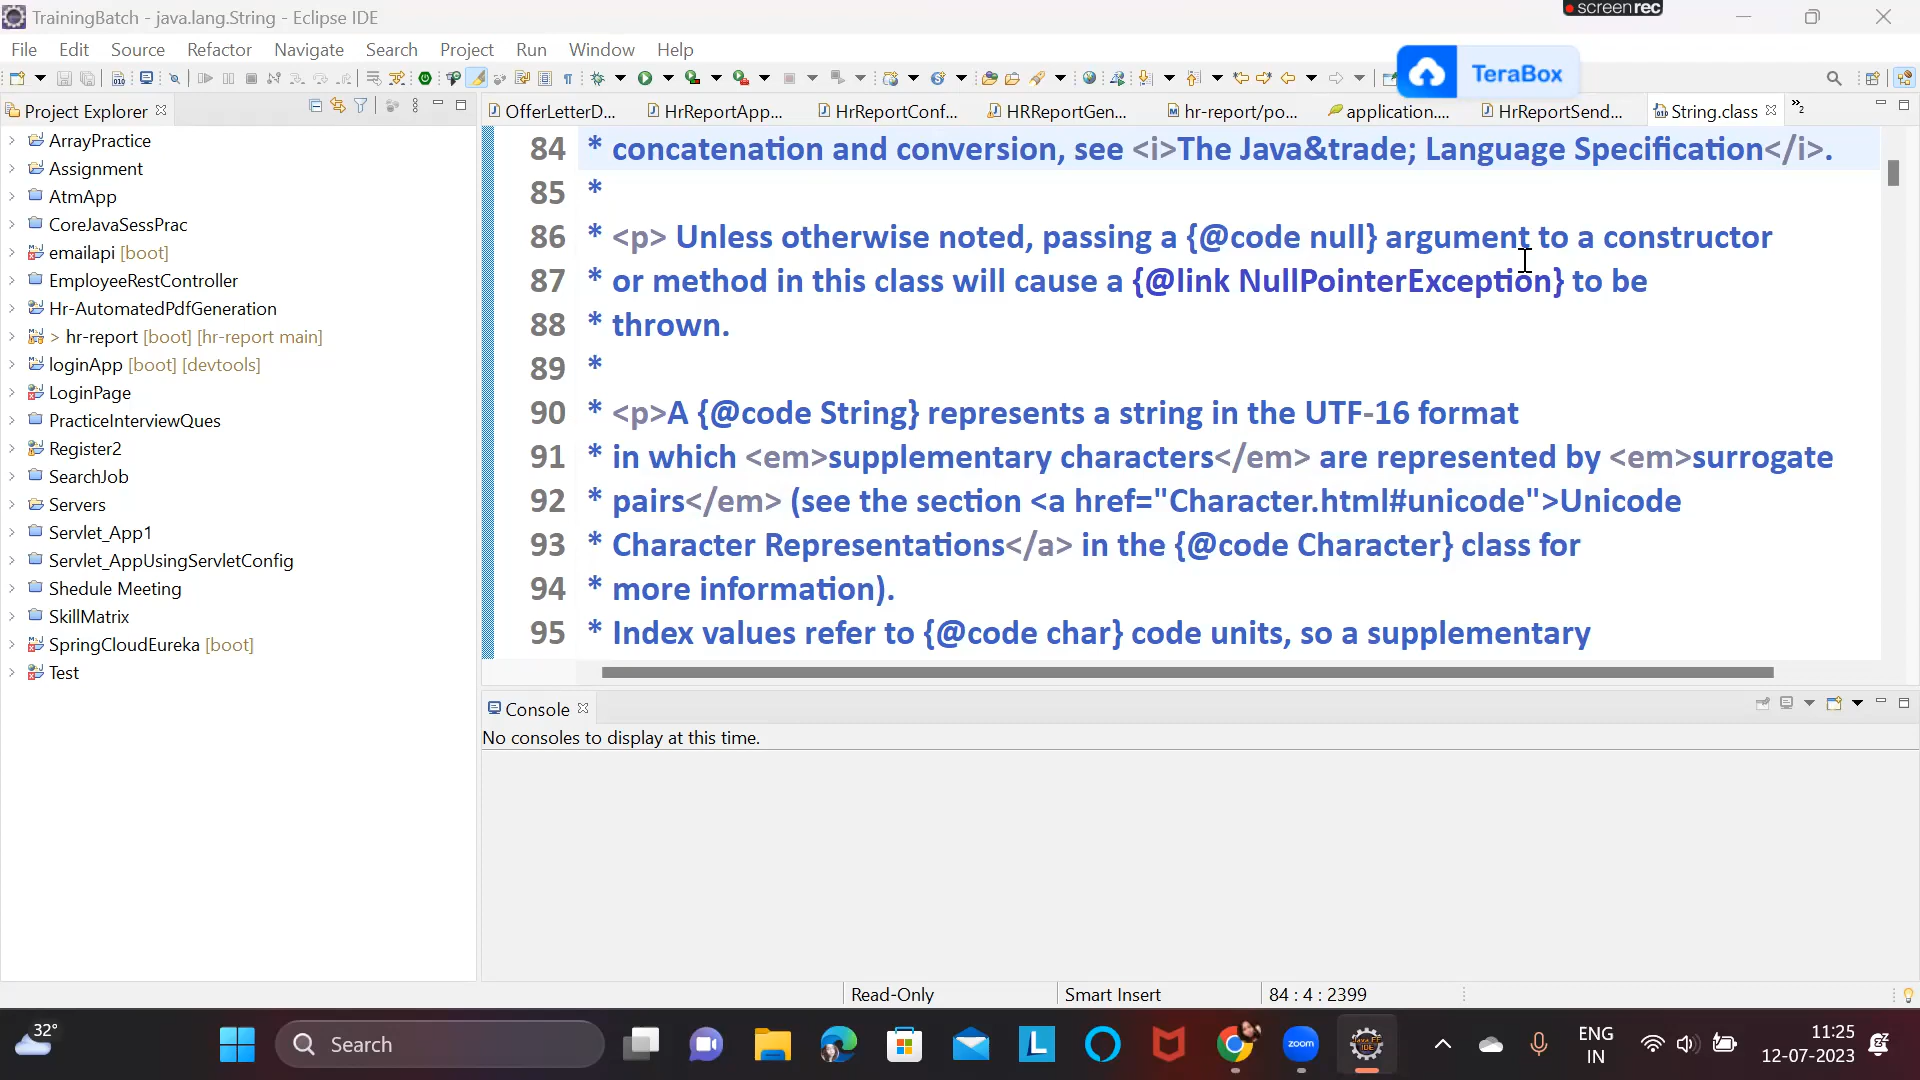 TrainingBatch - java.lang.String - Eclipse IDE
screenrec
File Edit Source Refactor Navigate Search Project Run Window Help
TeraBox
Project Explorer
OfferLetterD... HrReportApp... HrReportConf... HRReportGen... hr-report/po... application.... HrReportSend... String.class »2
ArrayPractice
Assignment
AtmApp
CoreJavaSessPrac
emailapi [boot]
EmployeeRestController
Hr-AutomatedPdfGeneration
> hr-report [boot] [hr-report main]
loginApp [boot] [devtools]
LoginPage
PracticeInterviewQues
Register2
SearchJob
Servers
Servlet_App1
Servlet_AppUsingServletConfig
Shedule Meeting
SkillMatrix
SpringCloudEureka [boot]
Test
84 * concatenation and conversion, see <i>The Java&trade; Language Specification</i>.
85 *
86 * <p> Unless otherwise noted, passing a {@code null} argument to a constructor
87 * or method in this class will cause a {@link NullPointerException} to be
88 * thrown.
89 *
90 * <p>A {@code String} represents a string in the UTF-16 format
91 * in which <em>supplementary characters</em> are represented by <em>surrogate
92 * pairs</em> (see the section <a href="Character.html#unicode">Unicode
93 * Character Representations</a> in the {@code Character} class for
94 * more information).
95 * Index values refer to {@code char} code units, so a supplementary
Console
No consoles to display at this time.
Read-Only Smart Insert 84 : 4 : 2399
32°
Search
L
zoom
Java EE
IDE
ENG
IN
11:25
12-07-2023